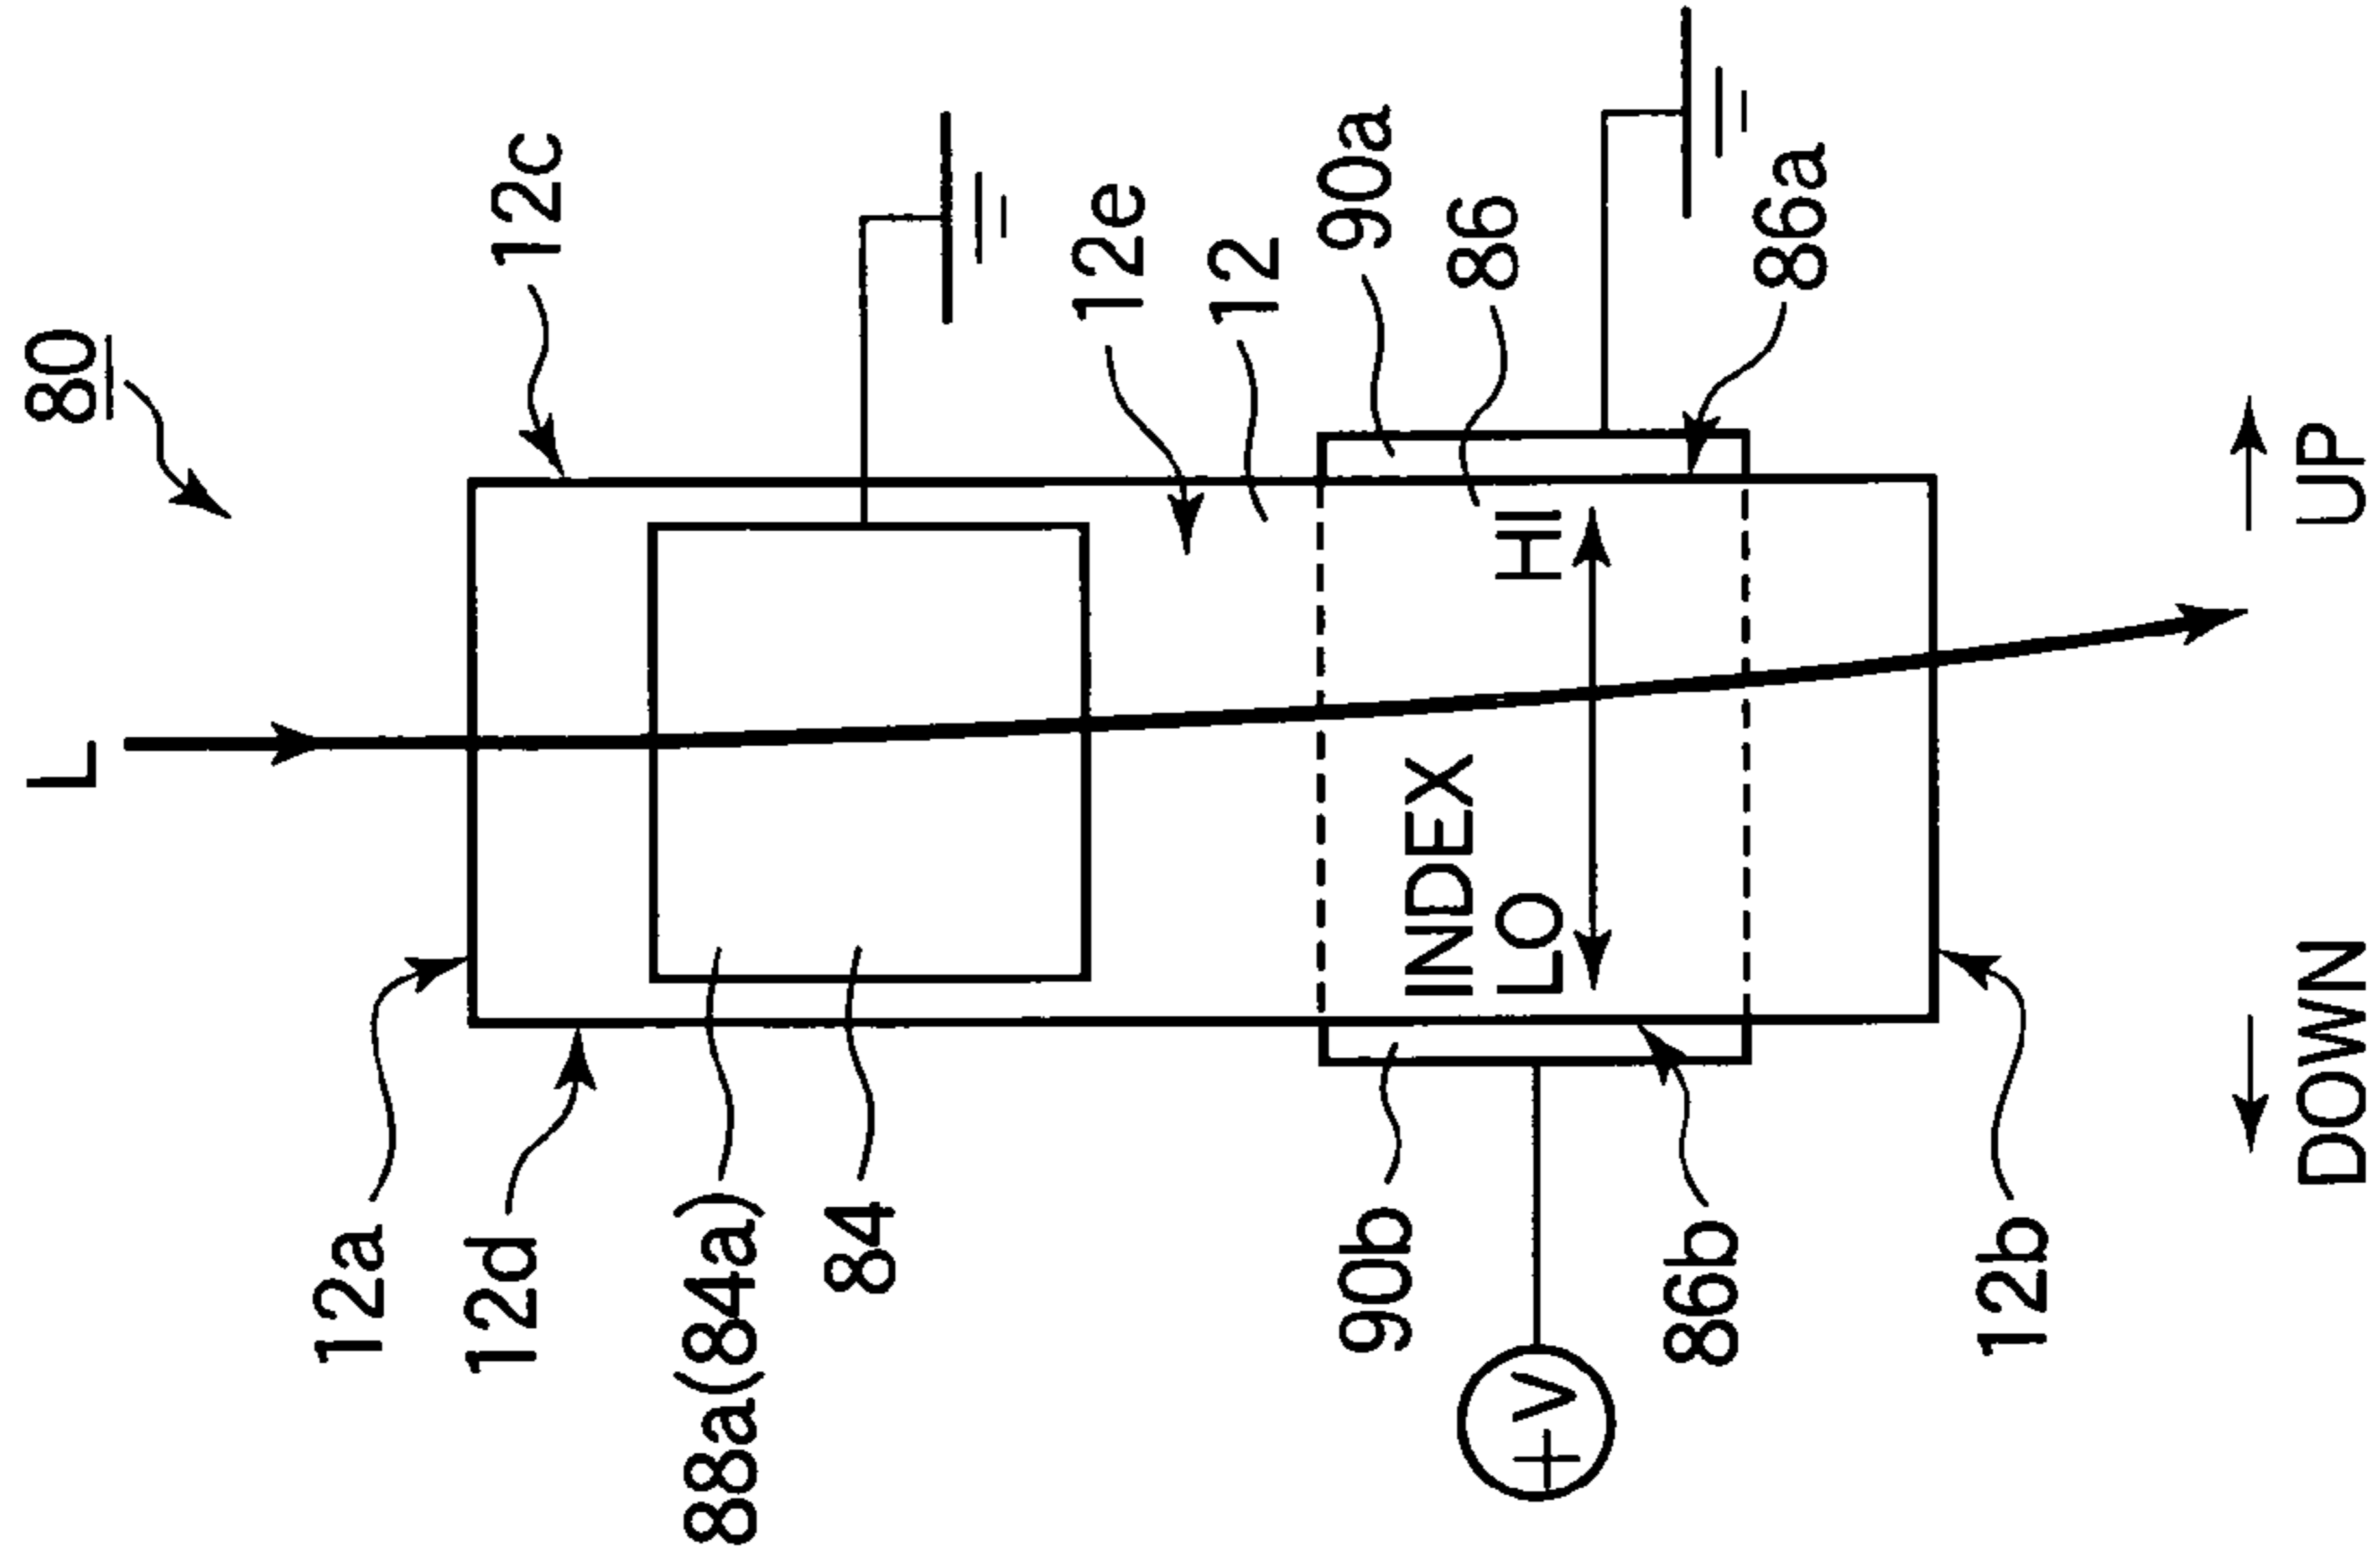 80
L
12c
12e
12
90a
86
86a
HI
INDEX
LO
UP
DOWN
12a
12d
88a(84a)
84
90b
+V
86b
12b